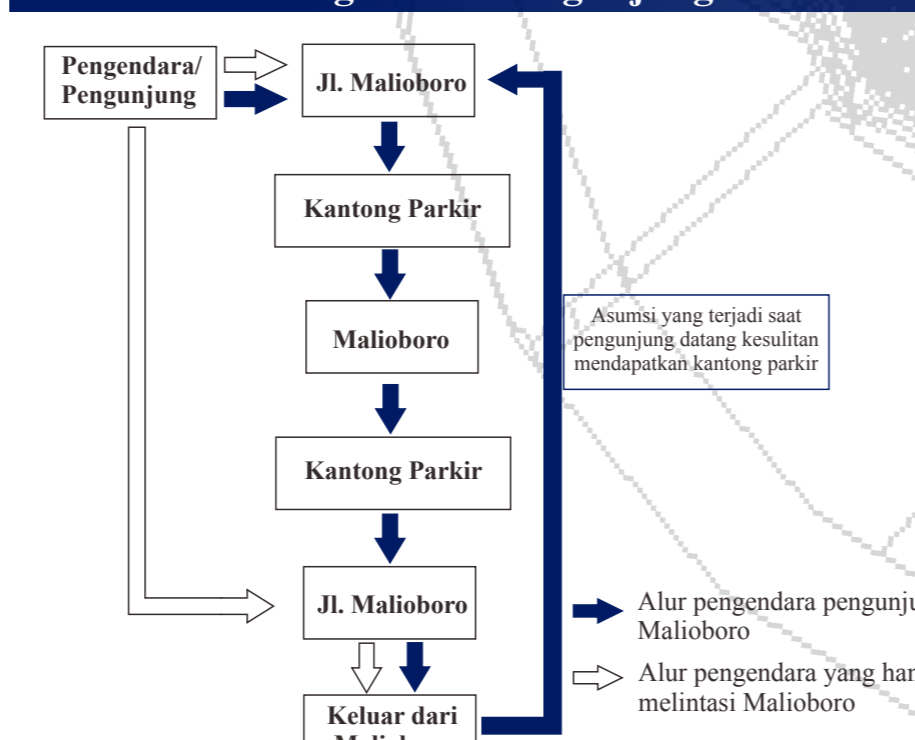 Pengendara/
Pengunjung
Jl. Malioboro
Kantong Parkir
Malioboro
Kantong Parkir
Jl. Malioboro
Keluar dari
Asumsi yang terjadi saat
pengunjung datang kesulitan
mendapatkan kantong parkir
Alur pengendara
Malioboro
Alur pengendara yang
melintasi Malioboro